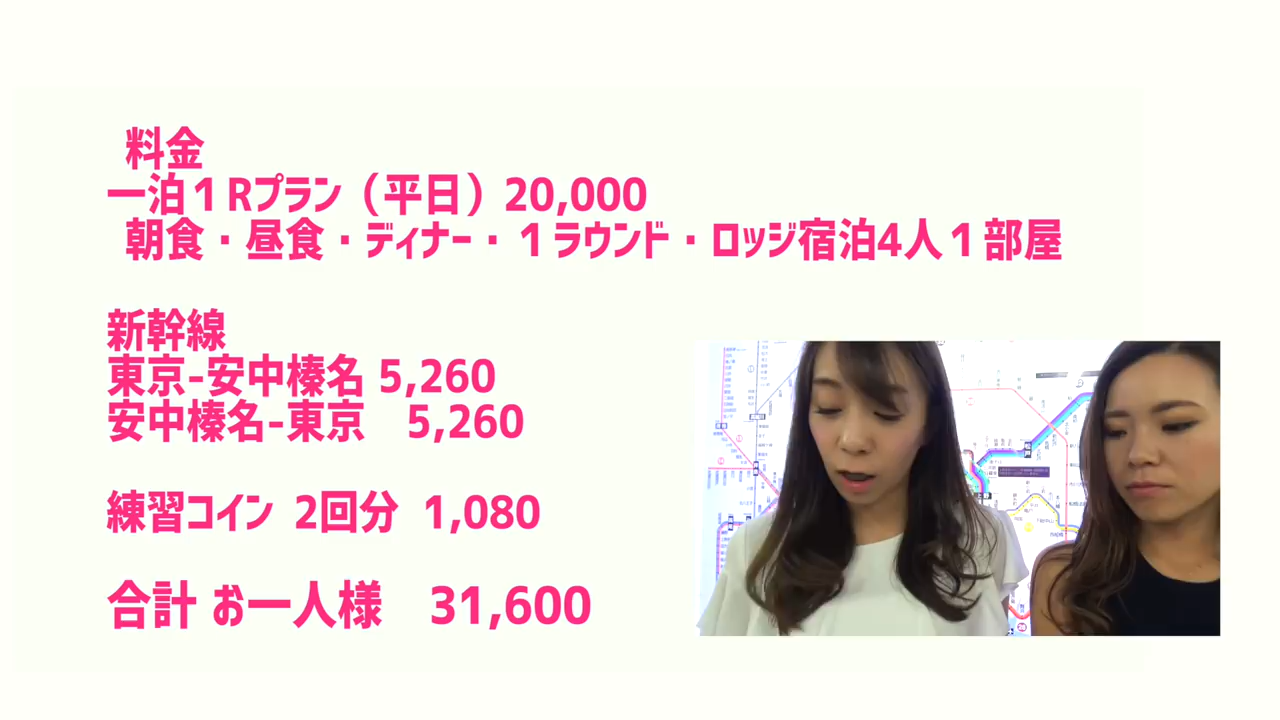 料金
一泊１Rプラン（平日）20,000
朝食・昼食・ディナー・１ラウンド・ロッジ宿泊4人１部屋
新幹線
東京-安中榛名 5,260
安中榛名-東京　5,260
練習コイン 2回分 1,080
合計 お一人様　31,600